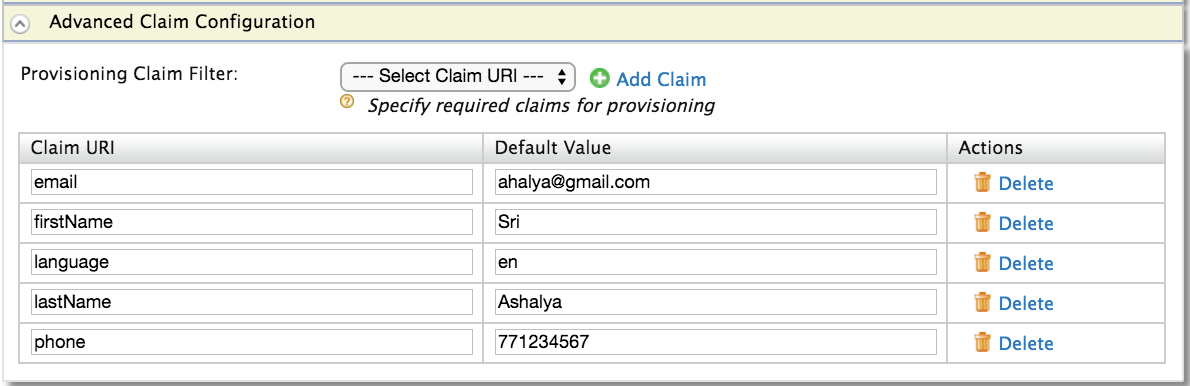 Advanced Claim Configuration
Provisioning Claim Filter: --- Select Claim URI --- Add Claim
? Specify required claims for provisioning
Claim URI Default Value Actions
email ahalya@gmail.com Delete
firstName Sri Delete
language en Delete
lastName Ashalya Delete
phone 771234567 Delete